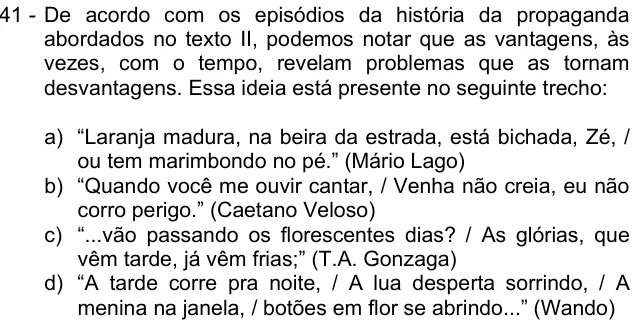 41 - De acordo com os episódios da história da propaganda
abordados no texto II, podemos notar que as vantagens, às
vezes, com o tempo, revelam problemas que as tornam
desvantagens. Essa ideia está presente no seguinte trecho:
a) “Laranja madura, na beira da estrada, está bichada, Zé, /
ou tem marimbondo no pé.” (Mário Lago)
b) “Quando você me ouvir cantar, / Venha não creia, eu não
corro perigo.” (Caetano Veloso)
c) “...vão passando os florescentes dias? / As glórias, que
vêm tarde, já vêm frias;” (T.A. Gonzaga)
d) “A tarde corre pra noite, / A lua desperta sorrindo, / A
menina na janela, / botões em flor se abrindo...” (Wando)